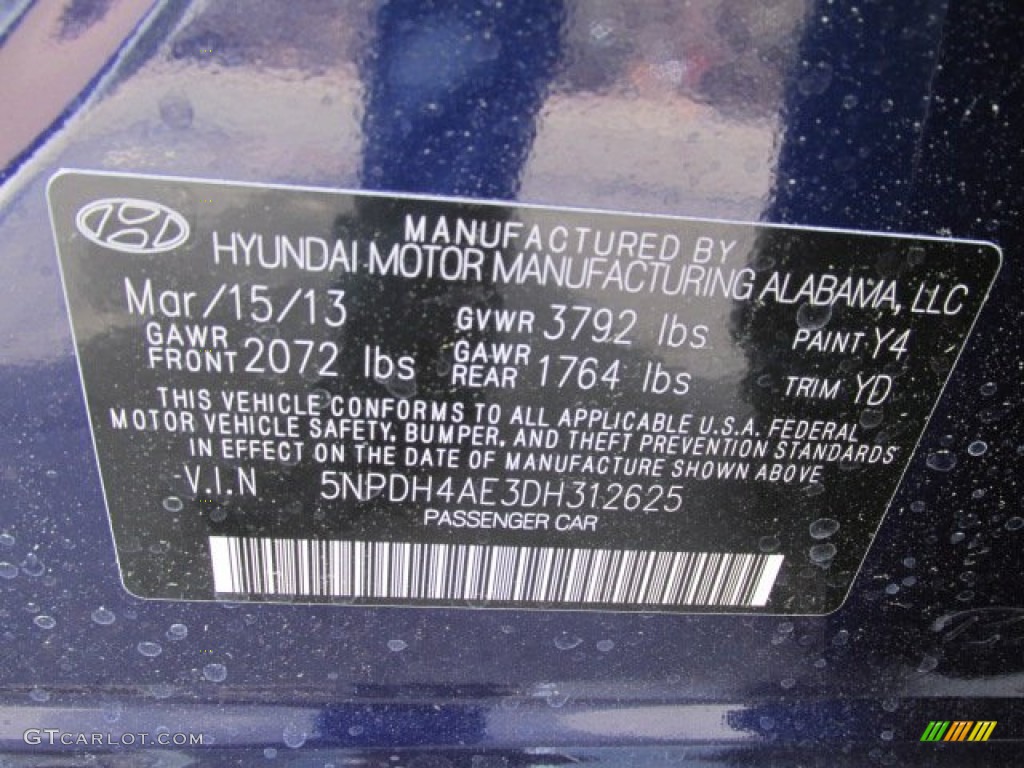 MANUFACTURED BY
HYUNDAI MOTOR MANUFACTURING ALABAMA, LLC
Mar/15/13 GVWR 3792 lbs PAINT Y4
GAWR FRONT 2072 lbs GAWR REAR 1764 lbs TRIM YD
THIS VEHICLE CONFORMS TO ALL APPLICABLE U.S.A. FEDERAL
MOTOR VEHICLE SAFETY, BUMPER, AND THEFT PREVENTION STANDARDS
IN EFFECT ON THE DATE OF MANUFACTURE SHOWN ABOVE
V.I.N 5NPDH4AE3DH312625
PASSENGER CAR
GTCARLOT.COM